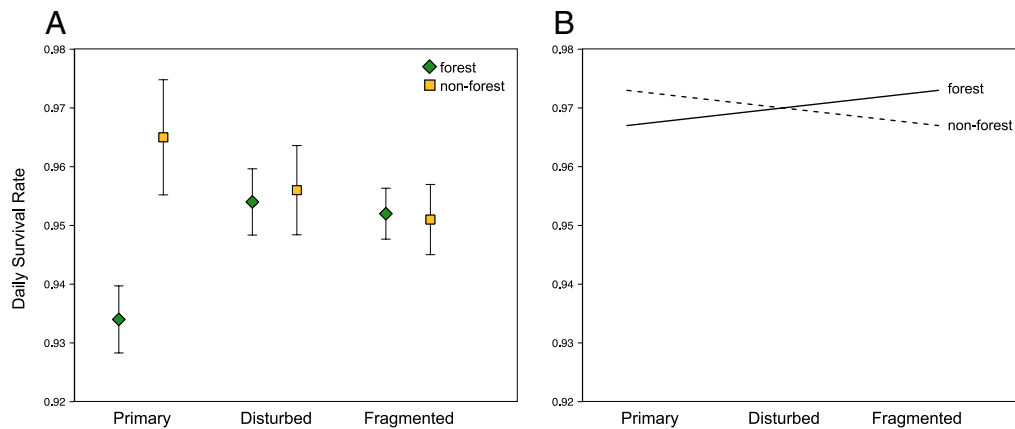 A
B
Daily Survival Rate
0.98
0.97
0.96
0.95
0.94
0.93
0.92
forest
non-forest
Primary
Disturbed
Fragmented
0.98
0.97
0.96
0.95
0.94
0.93
0.92
forest
non-forest
Primary
Disturbed
Fragmented